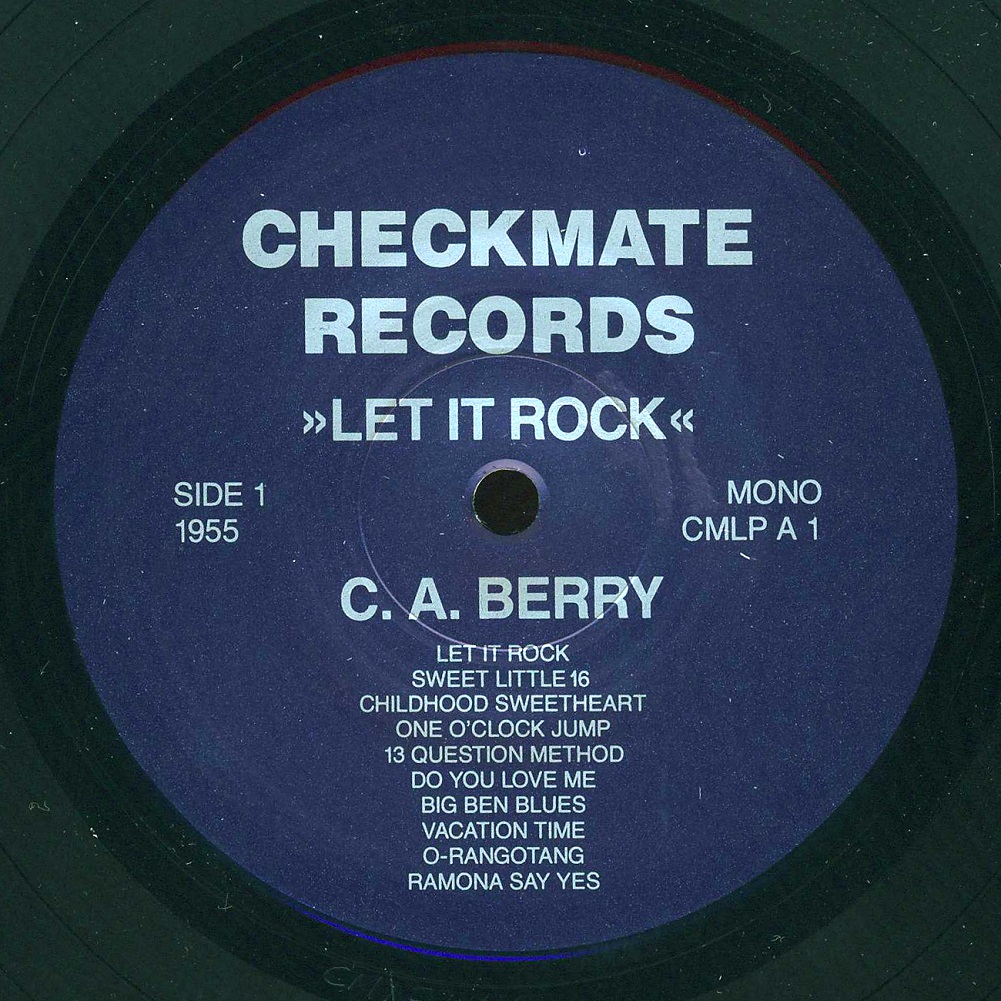 CHECKMATE
RECORDS
»LET IT ROCK«
SIDE 1
1955
MONO
CMLP A 1
C. A. BERRY
LET IT ROCK
SWEET LITTLE 16
CHILDHOOD SWEETHEART
ONE O'CLOCK JUMP
13 QUESTION METHOD
DO YOU LOVE ME
BIG BEN BLUES
VACATION TIME
O-RANGOTANG
RAMONA SAY YES